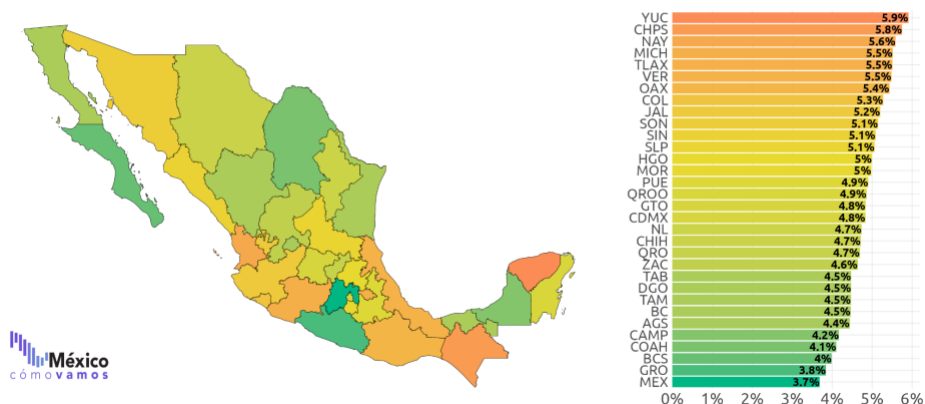 YUC 5.9%
CHPS 5.8%
NAY 5.6%
MICH 5.5%
TLAX 5.5%
VER 5.5%
OAX 5.4%
COL 5.3%
JAL 5.2%
SON 5.1%
SIN 5.1%
SLP 5.1%
HGO 5%
MOR 5%
PUE 4.9%
QROO 4.9%
GTO 4.8%
CDMX 4.8%
NL 4.7%
CHIH 4.7%
QRO 4.7%
ZAC 4.6%
TAB 4.5%
DGO 4.5%
TAM 4.5%
BC 4.5%
AGS 4.4%
CAMP 4.2%
COAH 4.1%
BCS 4%
GRO 3.8%
MEX 3.7%
0% 1% 2% 3% 4% 5% 6%
México
cómovamos